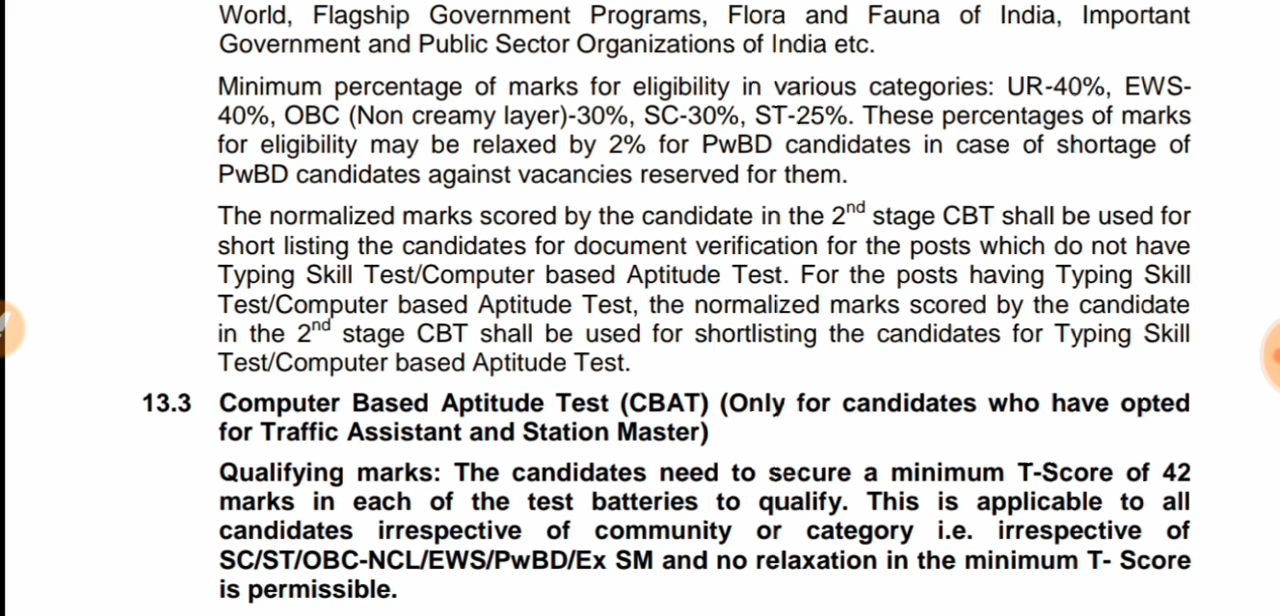 World, Flagship Government Programs, Flora and Fauna of India, Important
Government and Public Sector Organizations of India etc.
Minimum percentage of marks for eligibility in various categories: UR-40%, EWS-
40%, OBC (Non creamy layer)-30%, SC-30%, ST-25%. These percentages of marks
for eligibility may be relaxed by 2% for PwBD candidates in case of shortage of
PwBD candidates against vacancies reserved for them.
The normalized marks scored by the candidate in the 2nd stage CBT shall be used for
short listing the candidates for document verification for the posts which do not have
Typing Skill Test/Computer based Aptitude Test. For the posts having Typing Skill
Test/Computer based Aptitude Test, the normalized marks scored by the candidate
in the 2nd stage CBT shall be used for shortlisting the candidates for Typing Skill
Test/Computer based Aptitude Test.
13.3 Computer Based Aptitude Test (CBAT) (Only for candidates who have opted
for Traffic Assistant and Station Master)
Qualifying marks: The candidates need to secure a minimum T-Score of 42
marks in each of the test batteries to qualify. This is applicable to all
candidates irrespective of community or category i.e. irrespective of
SC/ST/OBC-NCL/EWS/PwBD/Ex SM and no relaxation in the minimum T- Score
is permissible.